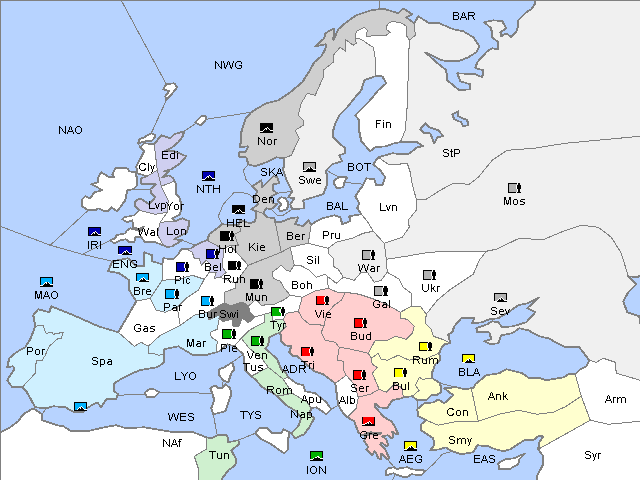 BAR
NWG
NAO
Fin
StP
Nor
Edi
Cly
SKA
BOT
Swe
NTH
Mos
Den
Lvn
LvpYor
BAL
HEL
Wal
Lon
IRI
Hol
Kie
Ber
Pru
ENG
Bel
Ruh
Sil
War
Pic
Ukr
Bre
Mun
Boh
Gal
MAO
Par
Sev
Bur
Swi
Vie
Gas
Tyr
Bud
Mar
Pie
Ven
Rum
Por
Tri
BLA
Spa
Tus
ADR
Ser
Bul
LYO
Rom
Apu
Alb
Ank
Arm
WES
TYS
Nap
Con
Gre
NAf
Smy
Tun
ION
AEG
EAS
Syr